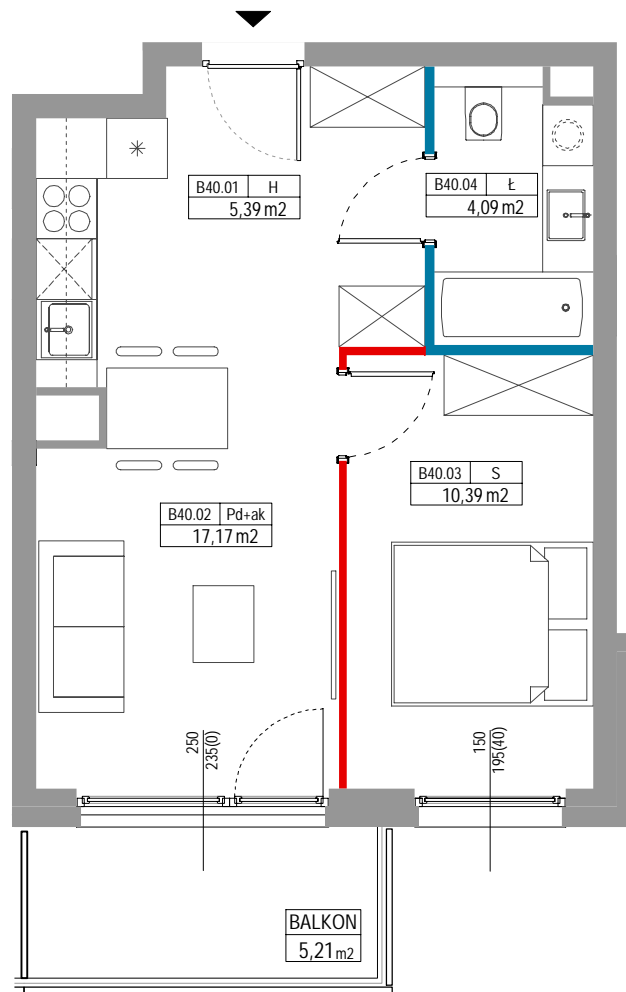 B40.01 H
5,39 m2
B40.04 Ł
4,09 m2
B40.03 S
10,39 m2
B40.02 Pd+ak
17,17 m2
250
235(0)
150
195(40)
BALKON
5,21 m2